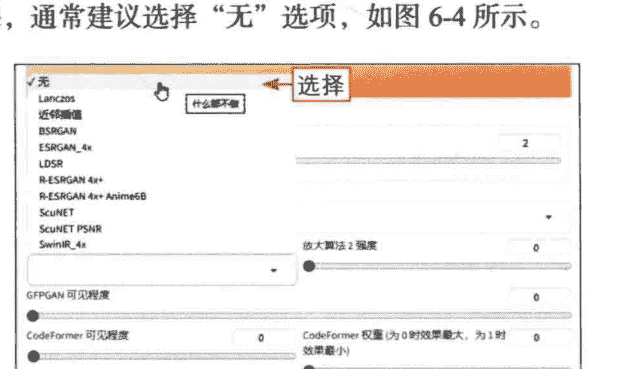 ，通常建议选择“无”选项，如图 6-4 所示。
✓ 无
选择
Lanczos
什么都不做
近邻插值
BSRGAN
ESRGAN_4x
2
LDSR
R-ESRGAN 4x+
R-ESRGAN 4x+ Anime6B
ScuNET
ScuNET PSNR
SwinIR_4x
放大算法 2 强度
0
GFPGAN 可见程度
0
CodeFormer 可见程度
0
CodeFormer 权重 (为 0 时效果最大，为 1 时
效果最小)
0